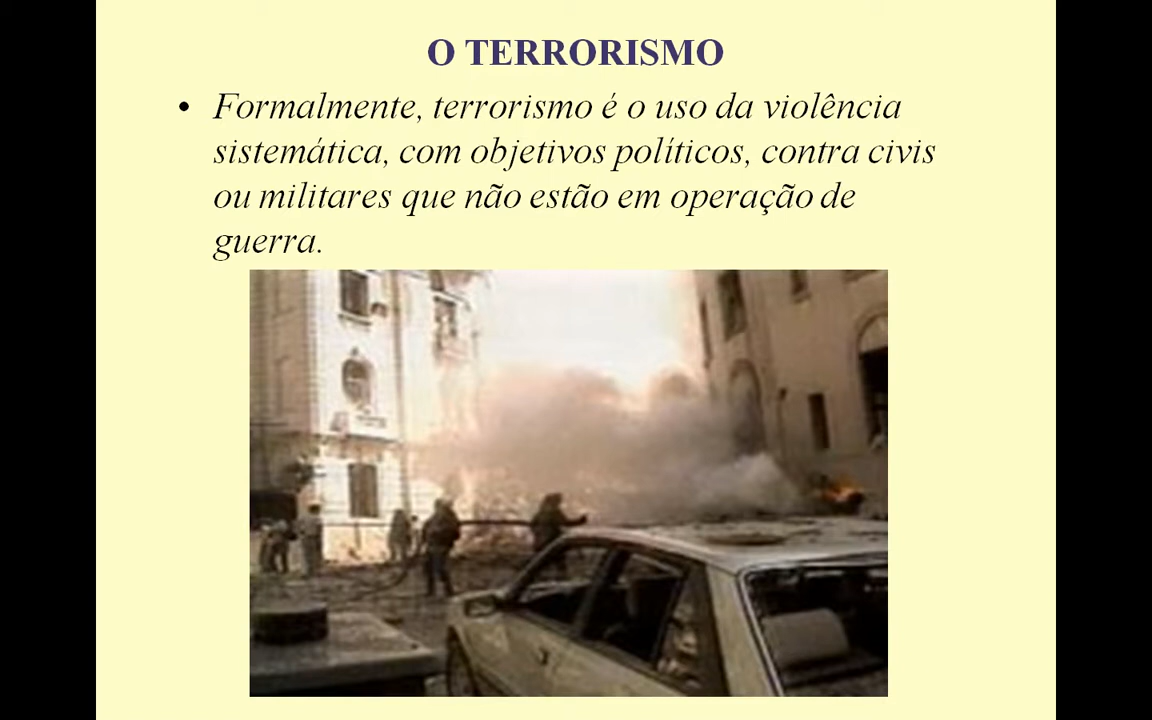 O TERRORISMO
• Formalmente, terrorismo é o uso da violência
sistemática, com objetivos políticos, contra civis
ou militares que não estão em operação de
guerra.